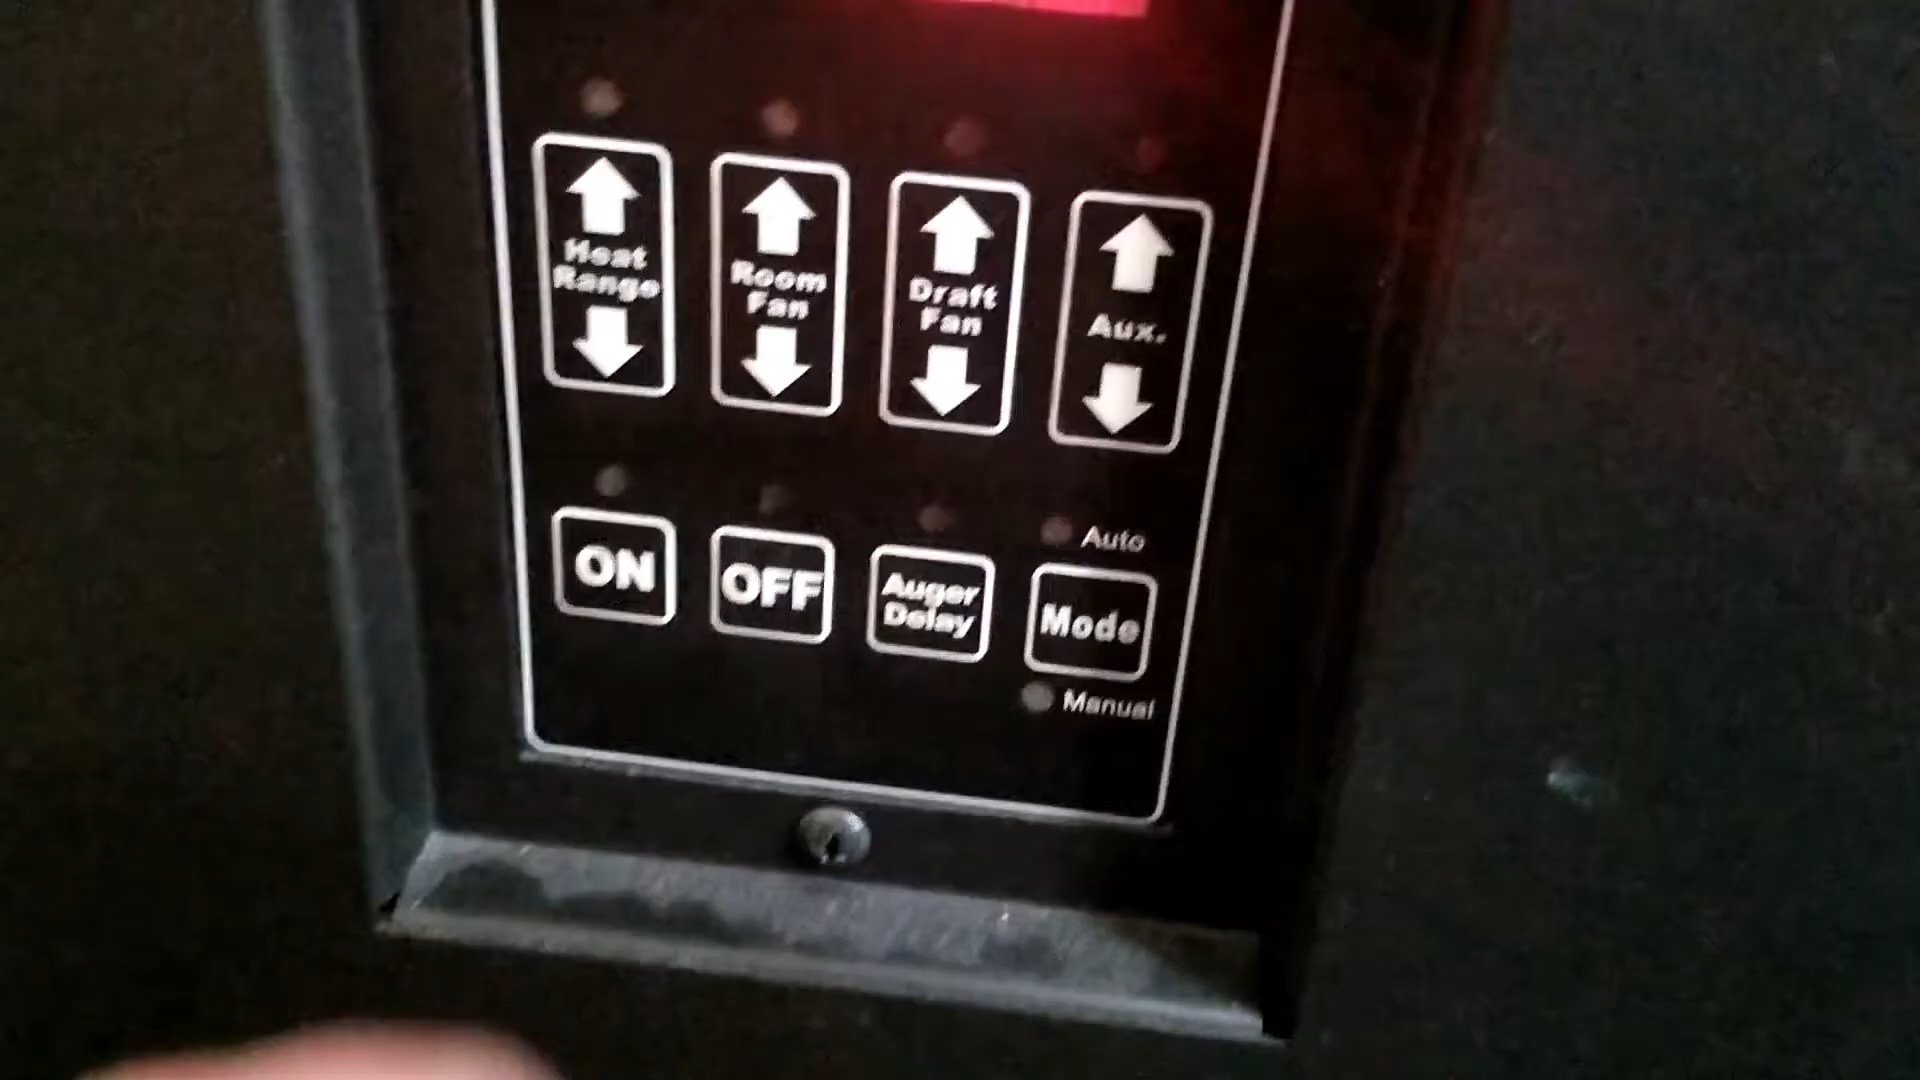 Heat
Range
Room
Fan
Draft
Fan
Aux.
ON
OFF
Auger
Delay
Auto
Mode
Manual